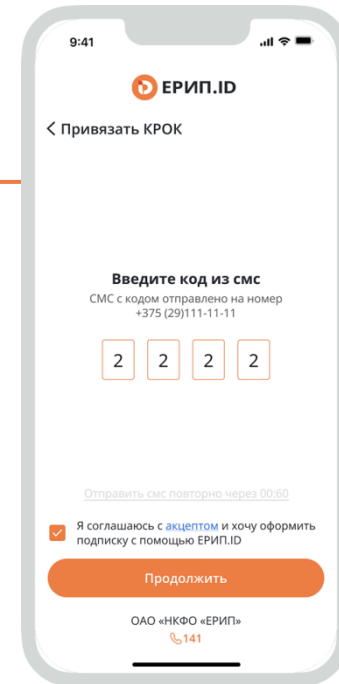 9:41
ЕРИП.ID
Привязать КРОК
Введите код из смс
СМС с кодом отправлено на номер
+375 (29)111-11-11
2 2 2 2
Отправить смс повторно через 00:60
Я соглашаюсь с акцептом и хочу оформить
подписку с помощью ЕРИП.ID
Продолжить
ОАО «НКФО «ЕРИП»
141